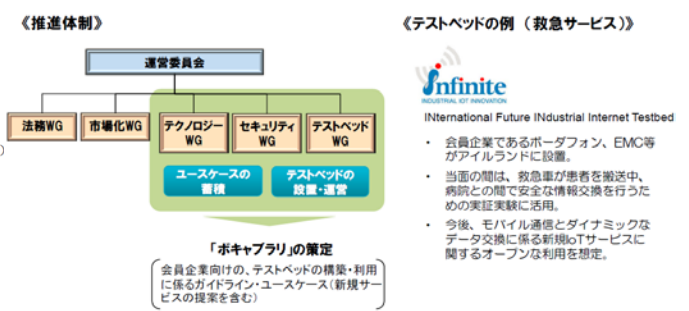 《推進体制》
運営委員会
法務WG
市場化WG
テクノロジー
WG
セキュリティ
WG
テストベッド
WG
ユースケースの
蓄積
テストベッドの
設置・運営
「ボキャブラリ」の策定
会員企業向けの、テストベッドの構築・利用
に係るガイドライン・ユースケース(新規サー
ビスの提案を含む)
《テストベッドの例(救急サービス)》
infinite
INDUSTRIAL IOT INNOVATION
INternational Future INdustrial Internet Testbed
・ 会員企業であるボーダフォン、EMC等
がアイルランドに設置。
・ 当面の間は、救急車が患者を搬送中、
病院との間で安全な情報交換を行うた
めの実証実験に活用。
・ 今後、モバイル通信とダイナミックな
データ交換に係る新規IoTサービスに
関するオープンな利用を想定。